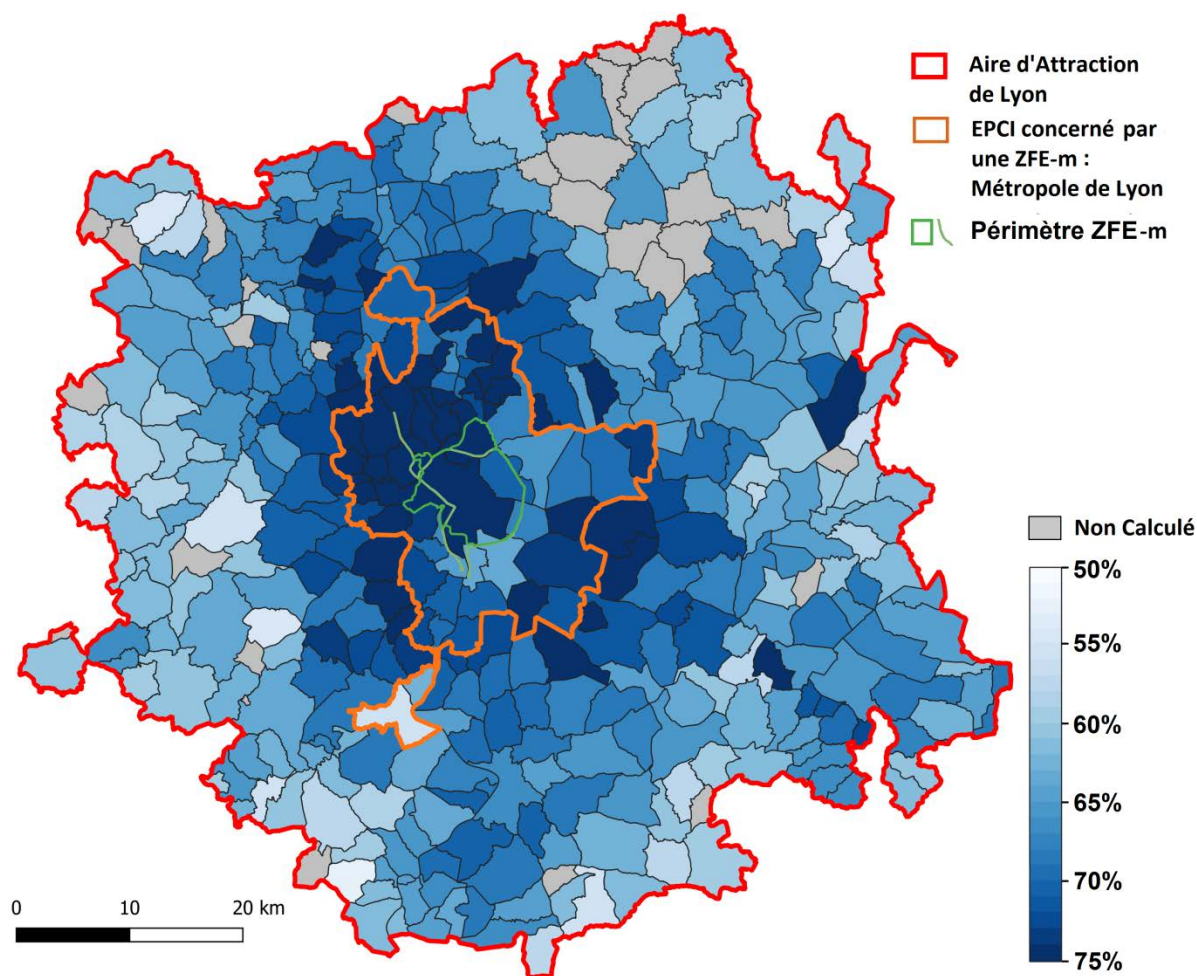 Aire d'Attraction
de Lyon
EPCI concerné par
une ZFE-m :
Métropole de Lyon
Périmètre ZFE-m
Non Calculé
50%
55%
60%
65%
70%
75%
0 10 20 km